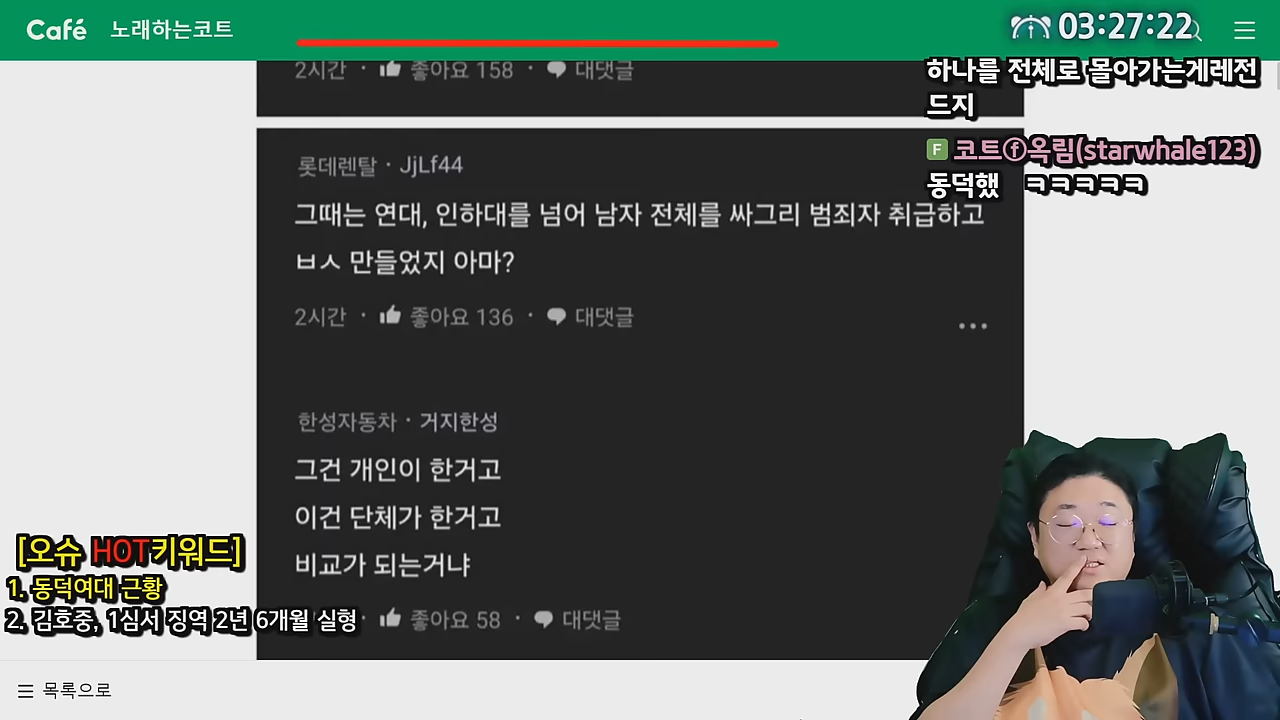 Café 노래하는코트
03:27:22
2시간 · 좋아요 158 · 대댓글
하나를 전체로 몰아가는게레전
드지
F 코트ⓕ옥림(starwhale123)
동덕했 ㅋㅋㅋㅋㅋ
롯데렌탈 · JjLf44
그때는 연대, 인하대를 넘어 남자 전체를 싸그리 범죄자 취급하고
ㅂㅅ 만들었지 아마?
2시간 · 좋아요 136 · 대댓글
한성자동차 · 거지한성
그건 개인이 한거고
이건 단체가 한거고
비교가 되는거냐
좋아요 58 · 대댓글
[오슈 HOT키워드]
1. 동덕여대 근황
2. 김호중, 1심서 징역 2년 6개월 실형
목록으로